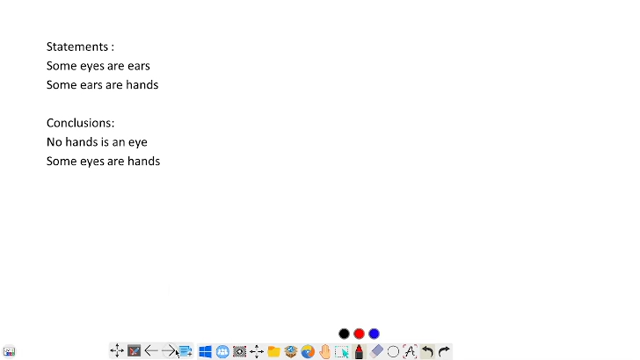 Statements :
Some eyes are ears
Some ears are hands
Conclusions:
No hands is an eye
Some eyes are hands